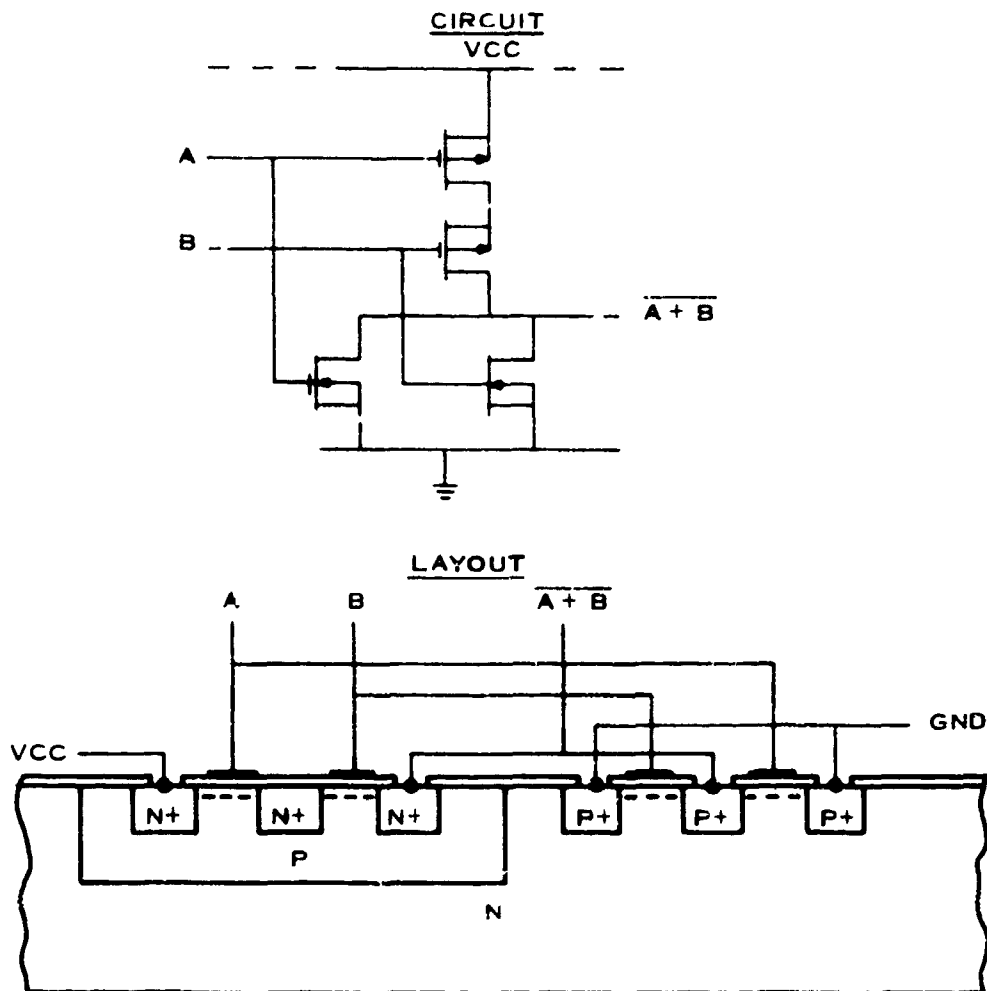 CIRCUIT
VCC
A
B
A + B
LAYOUT
A B A + B
GND
VCC
N+ N+ N+ P+ P+ P+
P
N